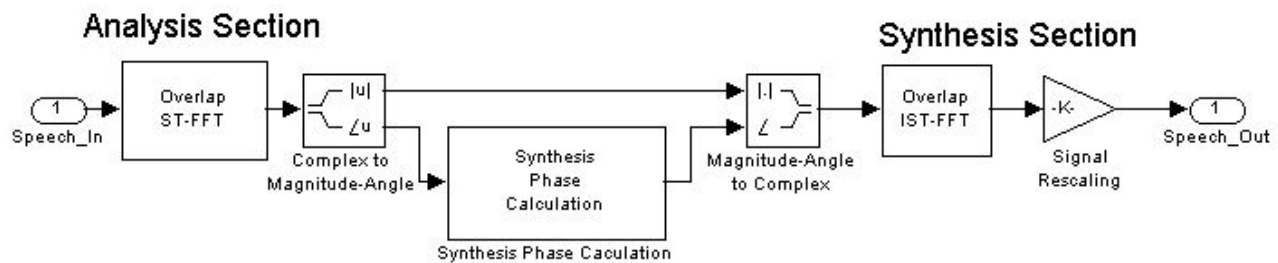 Analysis Section
Synthesis Section
1
Speech_In
Overlap
ST-FFT
|u|
∠u
Complex to
Magnitude-Angle
Synthesis
Phase
Calculation
Synthesis Phase Caculation
|.|
∠
Magnitude-Angle
to Complex
Overlap
IST-FFT
-K-
Signal
Rescaling
1
Speech_Out